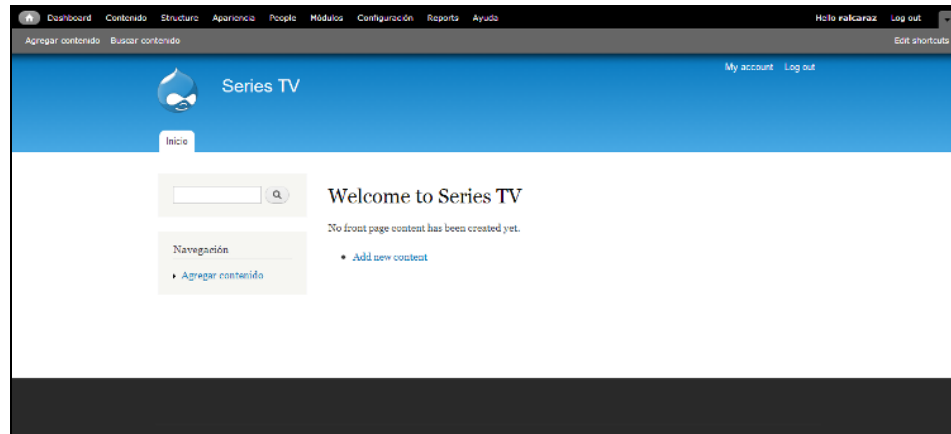 Dashboard Contenido Structure Apariencia People Módulos Configuración Reports Ayuda Hello ralcaraz Log out
Agregar contenido Buscar contenido Edit shortcuts
My account Log out
Series TV
Inicio
Welcome to Series TV
No front page content has been created yet.
Navegación
Add new content
Agregar contenido